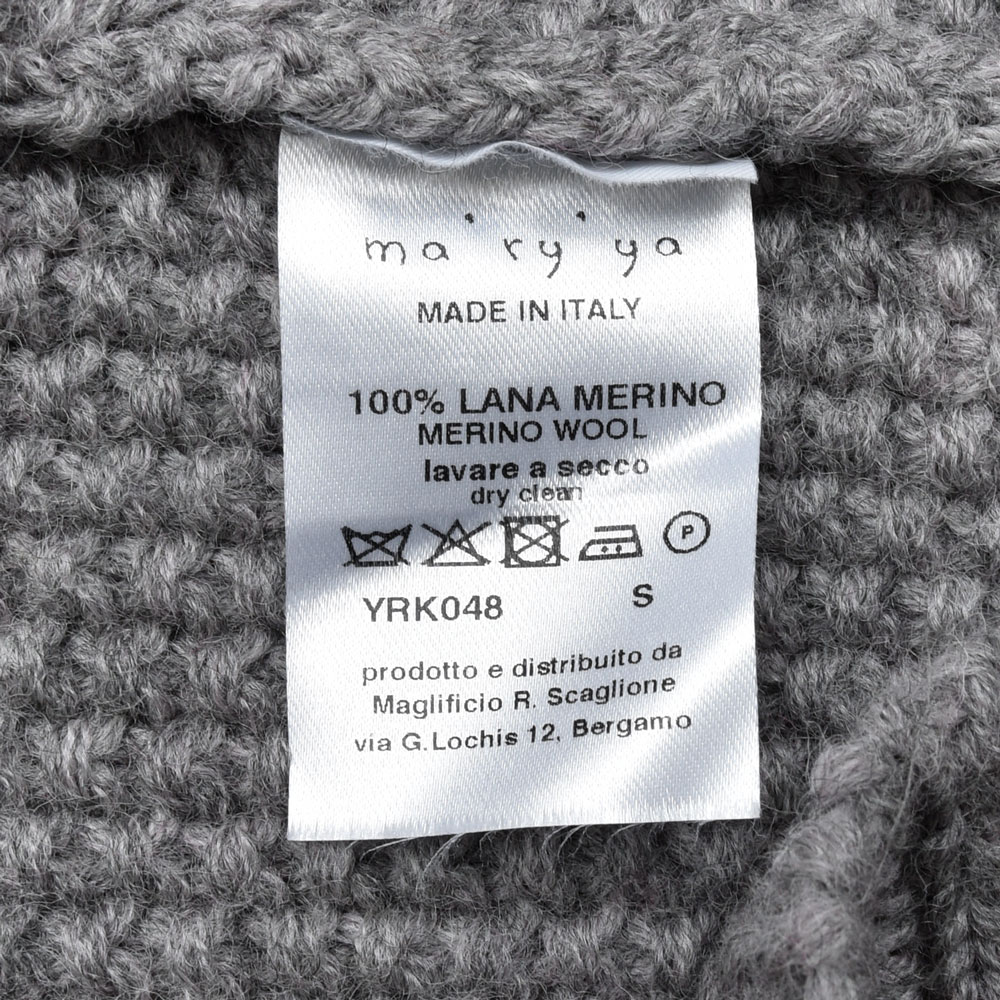 ma'ry'ya
MADE IN ITALY
100% LANA MERINO
MERINO WOOL
lavare a secco
dry clean
P
YRK048 S
prodotto e distribuito da
Maglificio R. Scaglione
via G.Lochis 12, Bergamo